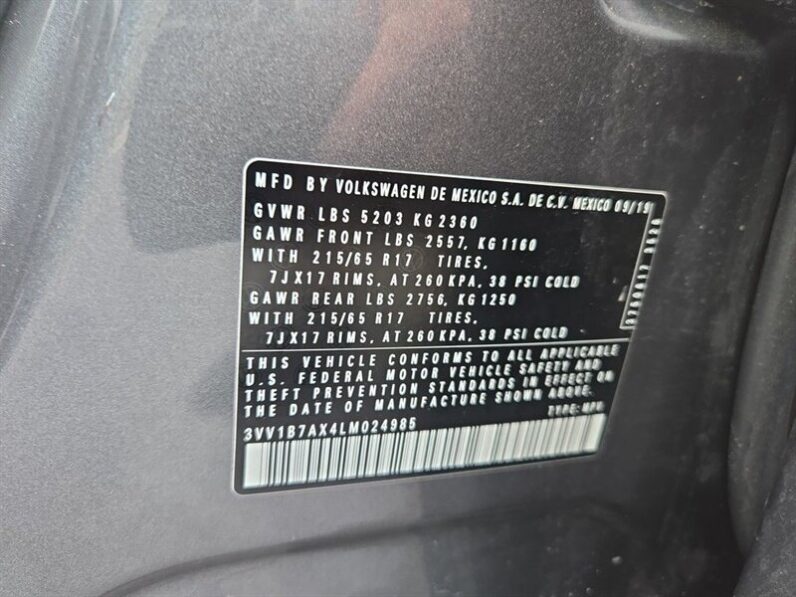 MFD BY VOLKSWAGEN DE MEXICO S.A. DE C.V. MEXICO 09/19
GVWR LBS 5203 KG 2360
GAWR FRONT LBS 2557, KG 1160
WITH 215/65 R17 TIRES,
7JX17 RIMS, AT 260 KPA, 38 PSI COLD
GAWR REAR LBS 2756, KG 1250
WITH 215/65 R17 TIRES,
7JX17 RIMS, AT 260 KPA, 38 PSI COLD
THIS VEHICLE CONFORMS TO ALL APPLICABLE
U.S. FEDERAL MOTOR VEHICLE SAFETY AND
THEFT PREVENTION STANDARDS IN EFFECT ON
THE DATE OF MANUFACTURE SHOWN ABOVE.
3VV1B7AX4LM024985 TYPE: MPV